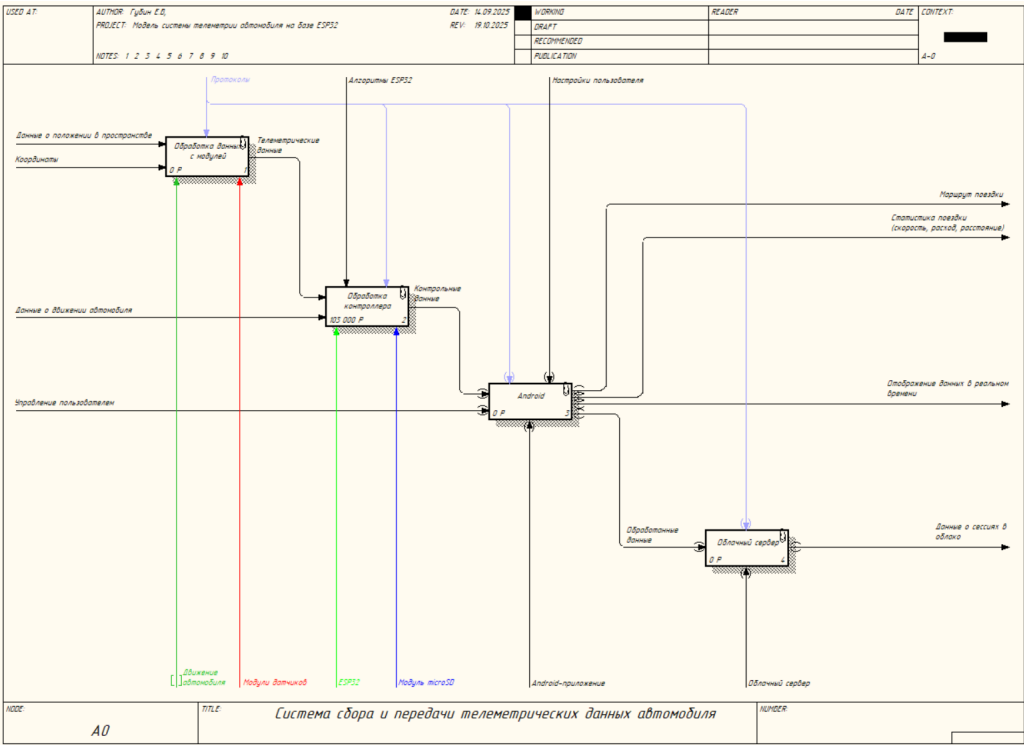 USED AT:
AUTHOR: Губин Е.В,
DATE: 14.09.2025
PROJECT: Модель системы телеметрии автомобиля на базе ESP32
REV: 19.10.2025
NOTES: 1 2 3 4 5 6 7 8 9 10
WORKING
DRAFT
RECOMMENDED
PUBLICATION
READER
DATE
CONTEXT:
A-0
Протоколы
Алгоритмы ESP32
Настройки пользователя
Данные о положении в пространстве
Координаты
Обработка данных
с модулей
0 Р
1
Телеметрические
данные
Маршрут поездки
Статистика поездки
(скорость, расход, расстояние)
Данные о движении автомобиля
Обработка
контроллера
103 000 Р
2
Контрольные
данные
Управление пользователем
Android
0 Р
3
Отображение данных в реальном
времени
Обработанные
данные
Облачный сервер
0 Р
4
Данные о сессиях в
облако
Движение
автомобиля
Модули датчиков
ESP32
Модуль microSD
Android-приложение
Облачный сервер
NODE:
A0
TITLE:
Система сбора и передачи телеметрических данных автомобиля
NUMBER: